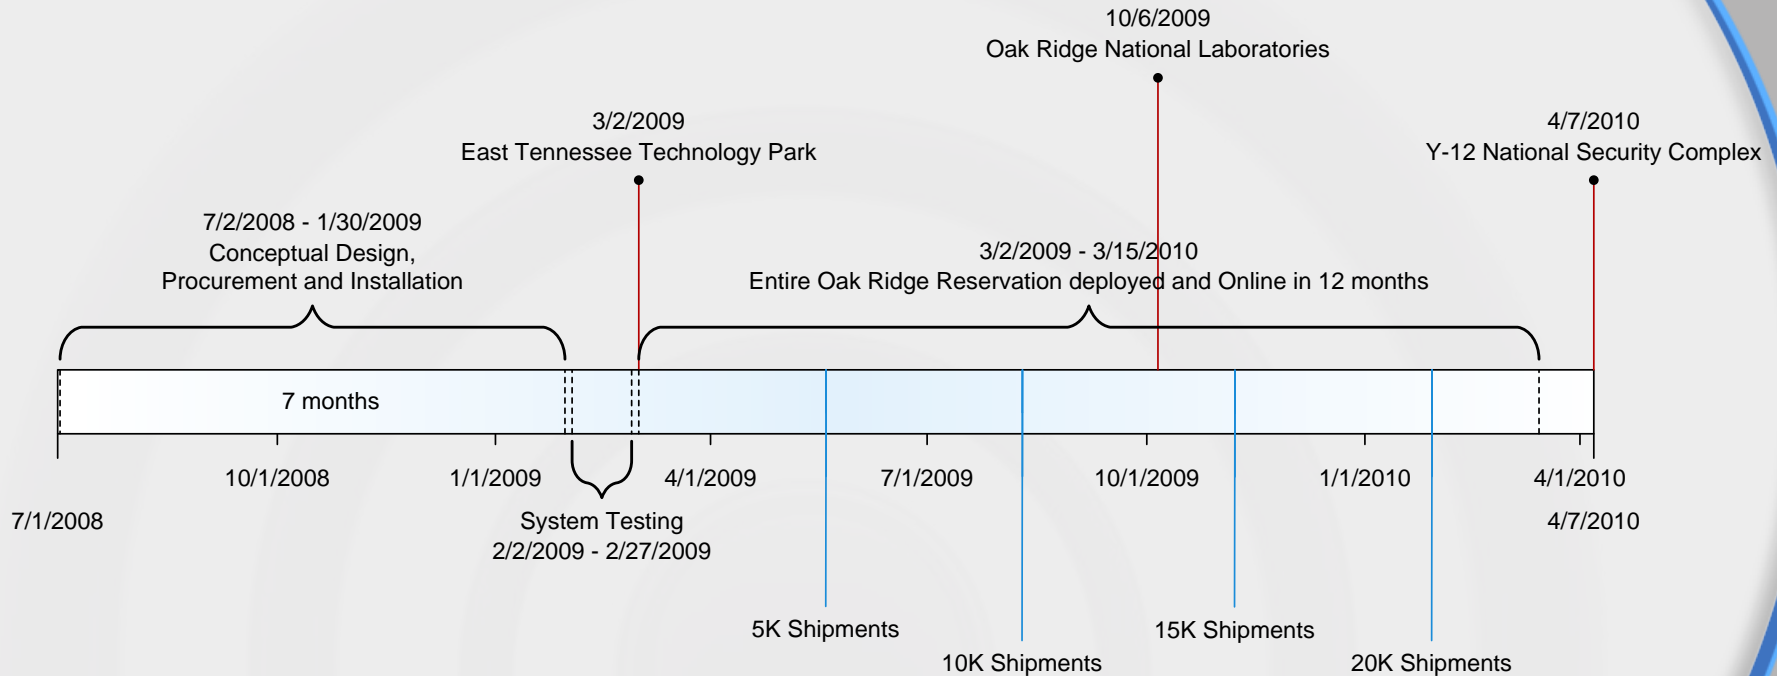 10/6/2009
Oak Ridge National Laboratories
3/2/2009
East Tennessee Technology Park
4/7/2010
Y-12 National Security Complex
7/2/2008 - 1/30/2009
Conceptual Design,
Procurement and Installation
3/2/2009 - 3/15/2010
Entire Oak Ridge Reservation deployed and Online in 12 months
7 months
10/1/2008
1/1/2009
4/1/2009
7/1/2009
10/1/2009
1/1/2010
4/1/2010
7/1/2008
4/7/2010
System Testing
2/2/2009 - 2/27/2009
5K Shipments
15K Shipments
10K Shipments
20K Shipments